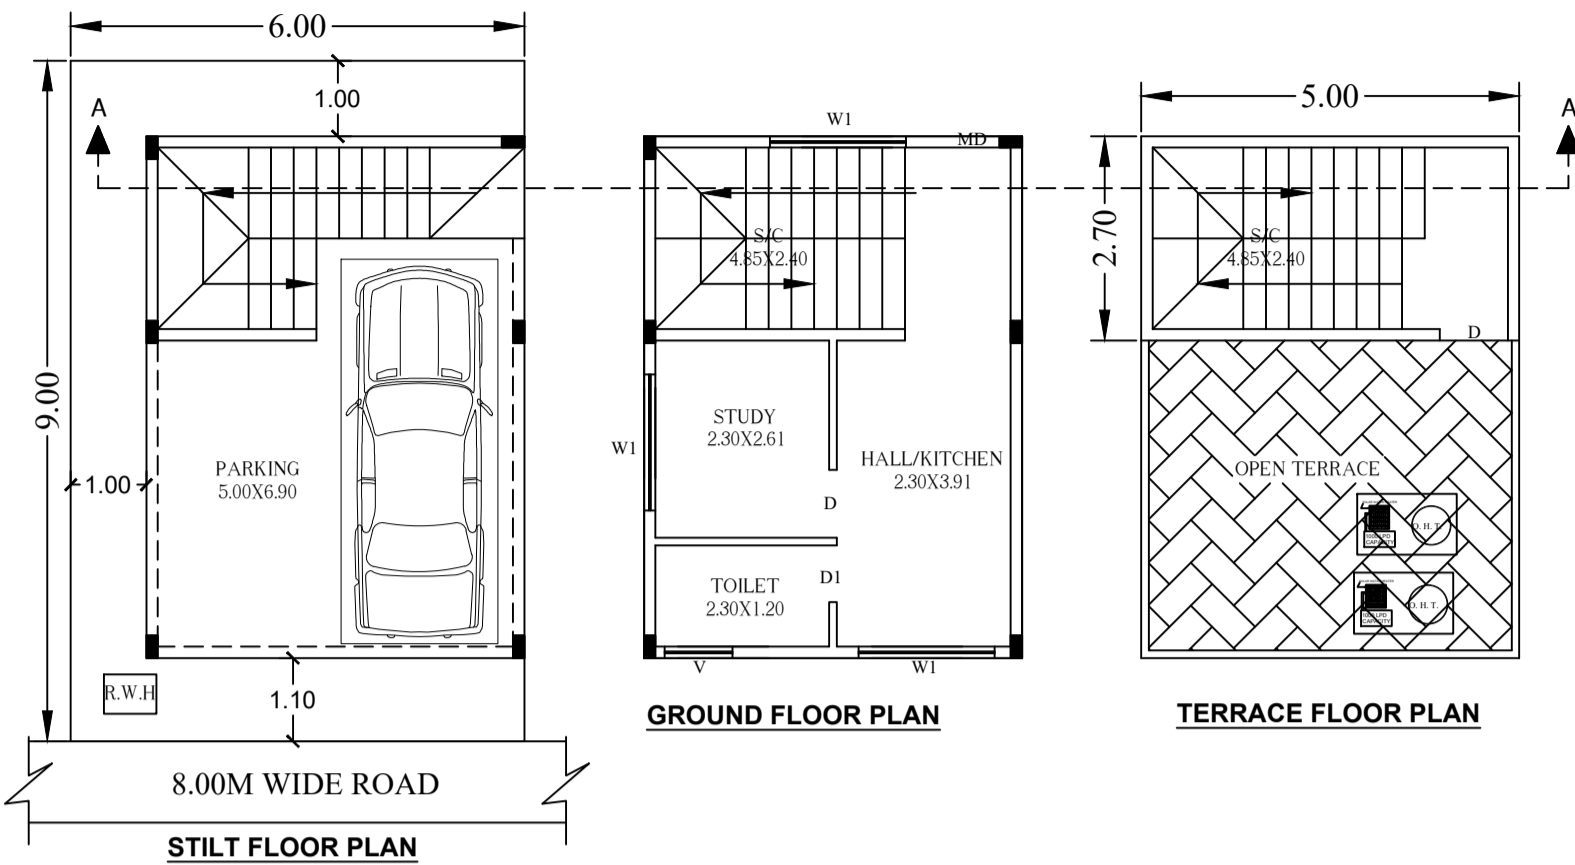 6.00
1.00
A
9.00
1.00
PARKING
5.00X6.90
R.W.H
1.10
8.00M WIDE ROAD
STILT FLOOR PLAN
W1
MD
S/C
4.85X2.40
STUDY
2.30X2.61
W1
HALL/KITCHEN
2.30X3.91
D
TOILET
2.30X1.20
D1
V
W1
GROUND FLOOR PLAN
5.00
A
2.70
S/C
4.85X2.40
D
OPEN TERRACE
O. H. T.
CAPACITY
O. H. T.
CAPACITY
TERRACE FLOOR PLAN